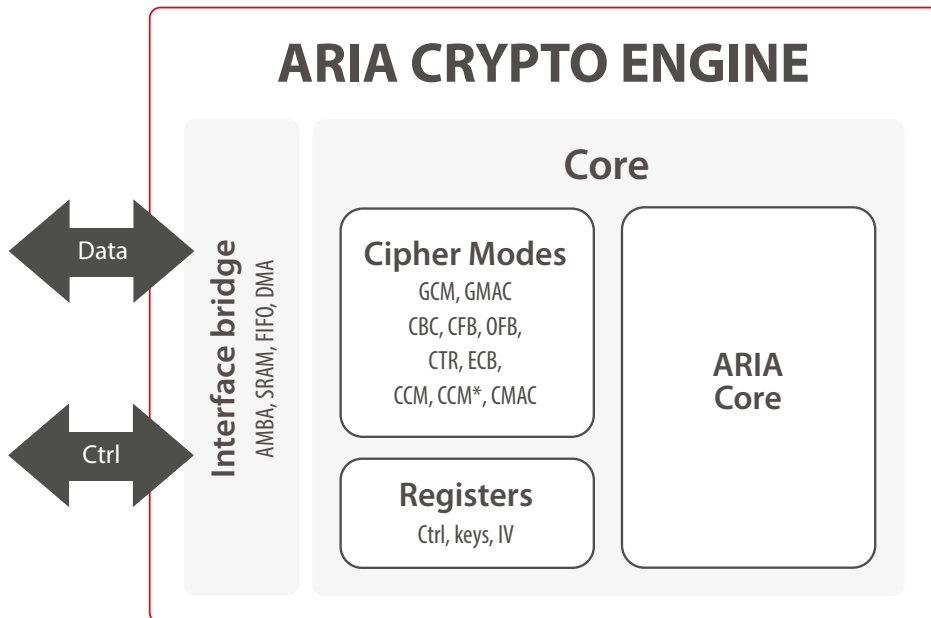 ARIA CRYPTO ENGINE
Data
Ctrl
Interface bridge
AMBA, SRAM, FIFO, DMA
Core
Cipher Modes
GCM, GMAC
CBC, CFB, OFB,
CTR, ECB,
CCM, CCM*, CMAC
Registers
Ctrl, keys, IV
ARIA
Core